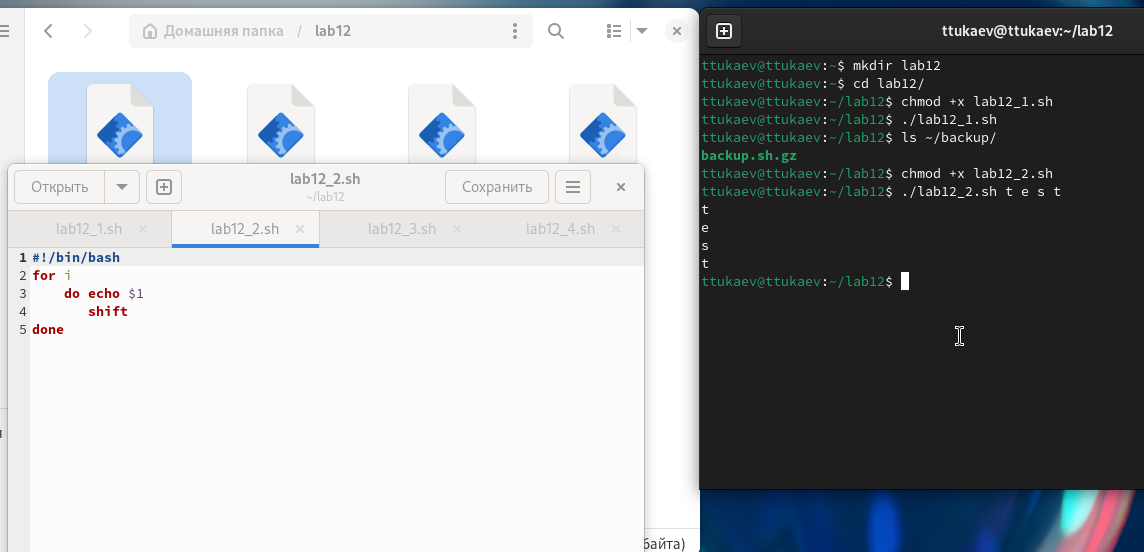 Домашняя папка / lab12
Открыть
lab12_2.sh
~/lab12
Сохранить
lab12_1.sh
lab12_2.sh
lab12_3.sh
lab12_4.sh
1 #!/bin/bash
2 for i
3     do echo $1
4        shift
5 done
байта)
ttukaev@ttukaev:~/lab12
ttukaev@ttukaev:~$ mkdir lab12
ttukaev@ttukaev:~$ cd lab12/
ttukaev@ttukaev:~/lab12$ chmod +x lab12_1.sh
ttukaev@ttukaev:~/lab12$ ./lab12_1.sh
ttukaev@ttukaev:~/lab12$ ls ~/backup/
backup.sh.gz
ttukaev@ttukaev:~/lab12$ chmod +x lab12_2.sh
ttukaev@ttukaev:~/lab12$ ./lab12_2.sh t e s t
t
e
s
t
ttukaev@ttukaev:~/lab12$